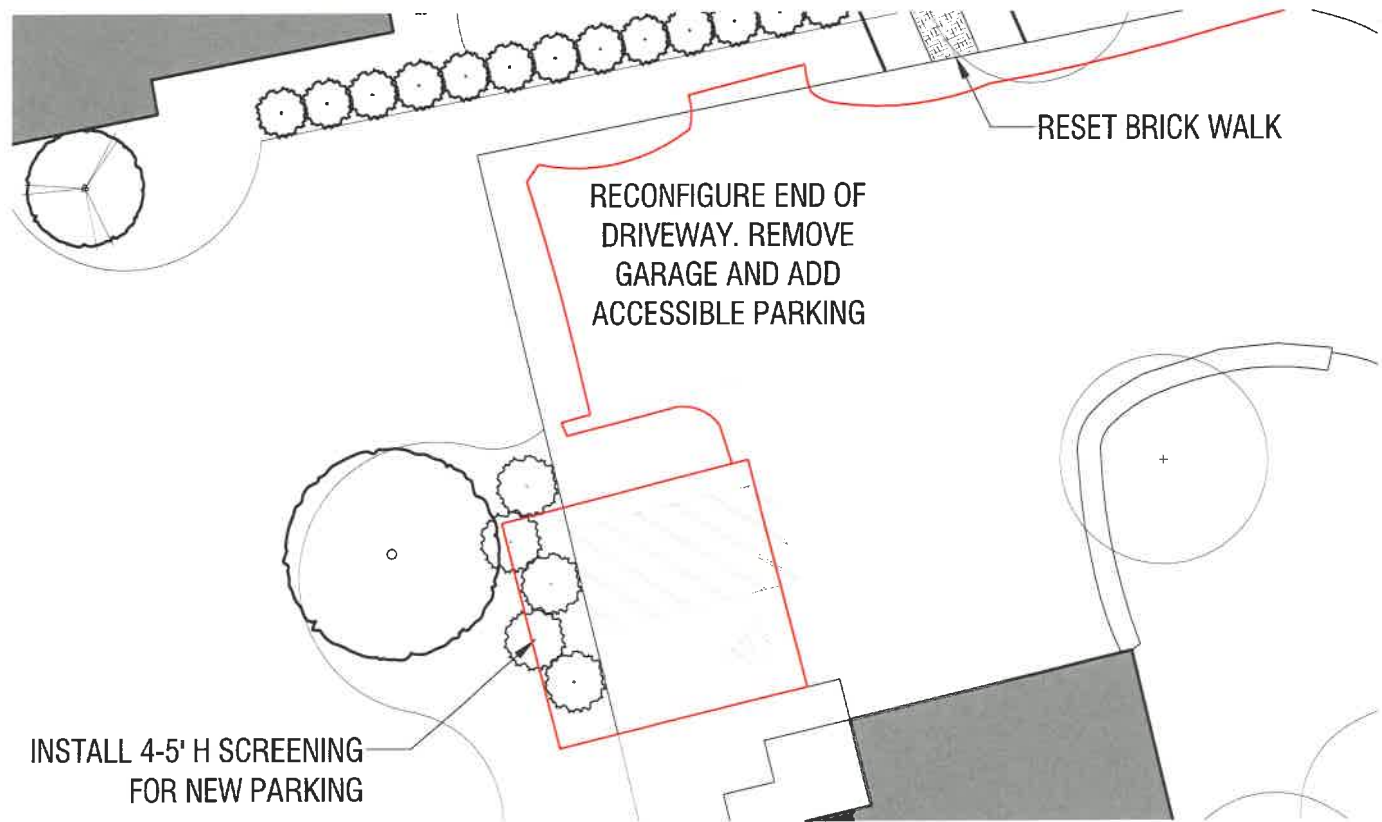 RESET BRICK WALK
RECONFIGURE END OF
DRIVEWAY. REMOVE
GARAGE AND ADD
ACCESSIBLE PARKING
INSTALL 4-5' H SCREENING
FOR NEW PARKING